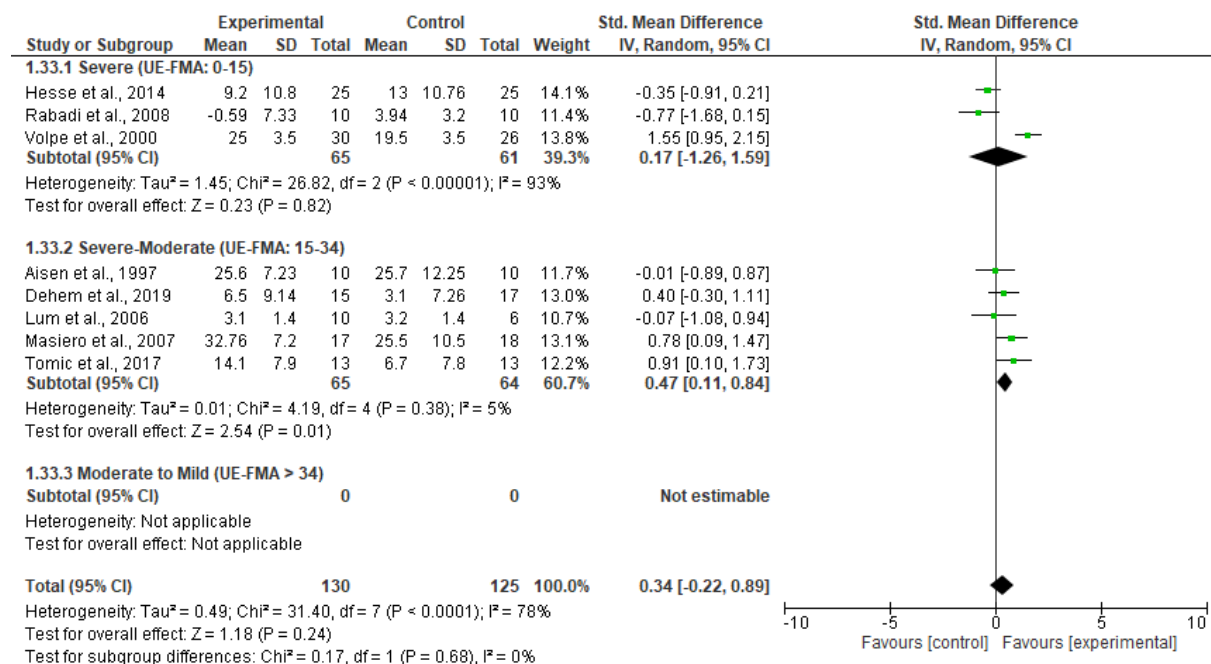 Experimental Control Std. Mean Difference Std. Mean Difference
Study or Subgroup Mean SD Total Mean SD Total Weight IV, Random, 95% CI IV, Random, 95% CI
1.33.1 Severe (UE-FMA: 0-15)
Hesse et al., 2014 9.2 10.8 25 13 10.76 25 14.1% -0.35 [-0.91, 0.21]
Rabadi et al., 2008 -0.59 7.33 10 3.94 3.2 10 11.4% -0.77 [-1.68, 0.15]
Volpe et al., 2000 25 3.5 30 19.5 3.5 26 13.8% 1.55 [0.95, 2.15]
Subtotal (95% CI) 65 61 39.3% 0.17 [-1.26, 1.59]
Heterogeneity: Tau² = 1.45; Chi² = 26.82, df = 2 (P < 0.00001); I² = 93%
Test for overall effect: Z = 0.23 (P = 0.82)
1.33.2 Severe-Moderate (UE-FMA: 15-34)
Aisen et al., 1997 25.6 7.23 10 25.7 12.25 10 11.7% -0.01 [-0.89, 0.87]
Dehem et al., 2019 6.5 9.14 15 3.1 7.26 17 13.0% 0.40 [-0.30, 1.11]
Lum et al., 2006 3.1 1.4 10 3.2 1.4 6 10.7% -0.07 [-1.08, 0.94]
Masiero et al., 2007 32.76 7.2 17 25.5 10.5 18 13.1% 0.78 [0.09, 1.47]
Tomic et al., 2017 14.1 7.9 13 6.7 7.8 13 12.2% 0.91 [0.10, 1.73]
Subtotal (95% CI) 65 64 60.7% 0.47 [0.11, 0.84]
Heterogeneity: Tau² = 0.01; Chi² = 4.19, df = 4 (P = 0.38); I² = 5%
Test for overall effect: Z = 2.54 (P = 0.01)
1.33.3 Moderate to Mild (UE-FMA > 34)
Subtotal (95% CI) 0 0 Not estimable
Heterogeneity: Not applicable
Test for overall effect: Not applicable
Total (95% CI) 130 125 100.0% 0.34 [-0.22, 0.89]
Heterogeneity: Tau² = 0.49; Chi² = 31.40, df = 7 (P < 0.0001); I² = 78%
Test for overall effect: Z = 1.18 (P = 0.24)
Test for subgroup differences: Chi² = 0.17, df = 1 (P = 0.68), I² = 0%
-10 -5 0 5 10
Favours [control] Favours [experimental]